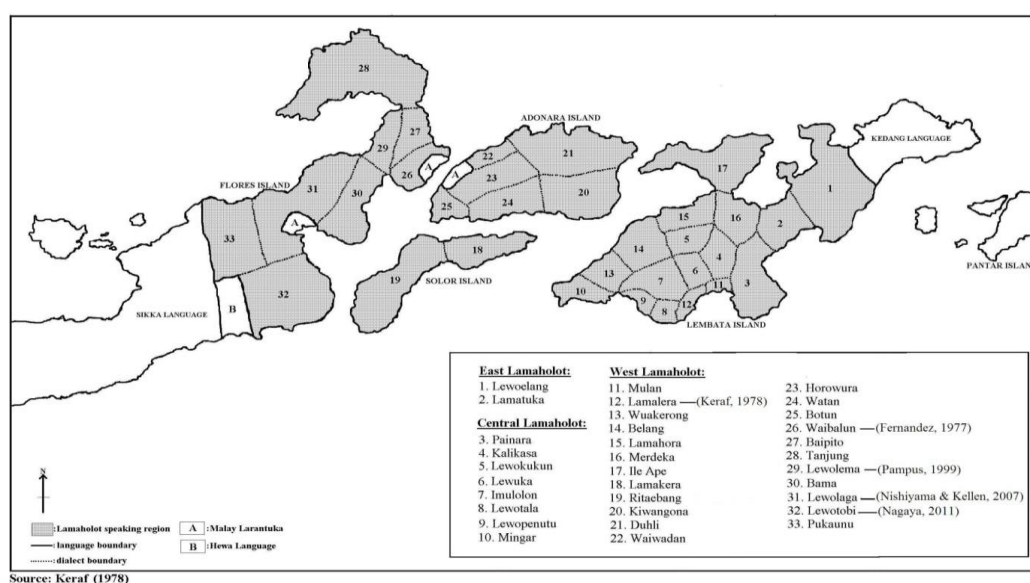 28
ADONARA ISLAND
KEDANG LANGUAGE
27
29
22
21
A
A
17
23
26
1
FLORES ISLAND
31
30
20
24
25
15
16
A
2
5
33
18
14
4
PANTAR ISLAN
6
13
19
SOLOR ISLAND
7
11
3
10
32
9
12
8
B
SIKKA LANGUAGE
LEMBATA ISLAND
East Lamaholot:
1. Lewoelang
2. Lamatuka
Central Lamaholot:
3. Painara
4. Kalikasa
5. Lewokukun
6. Lewuka
7. Imulolon
8. Lewotala
9. Lewopenutu
10. Mingar
West Lamaholot:
11. Mulan
12. Lamalera —(Keraf, 1978)
13. Wuakerong
14. Belang
15. Lamahora
16. Merdeka
17. Ile Ape
18. Lamakera
19. Ritaebang
20. Kiwangona
21. Duhli
22. Waiwadan
23. Horowura
24. Watan
25. Botun
26. Waibalun —(Fernandez, 1977)
27. Baipito
28. Tanjung
29. Lewolema —(Pampus, 1999)
30. Bama
31. Lewolaga —(Nishiyama & Kellen, 2007)
32. Lewotobi —(Nagaya, 2011)
33. Pukaunu
N
:Lamaholot speaking region
A :Malay Larantuka
:language boundary
B :Hewa Language
:dialect boundary
Source: Keraf (1978)